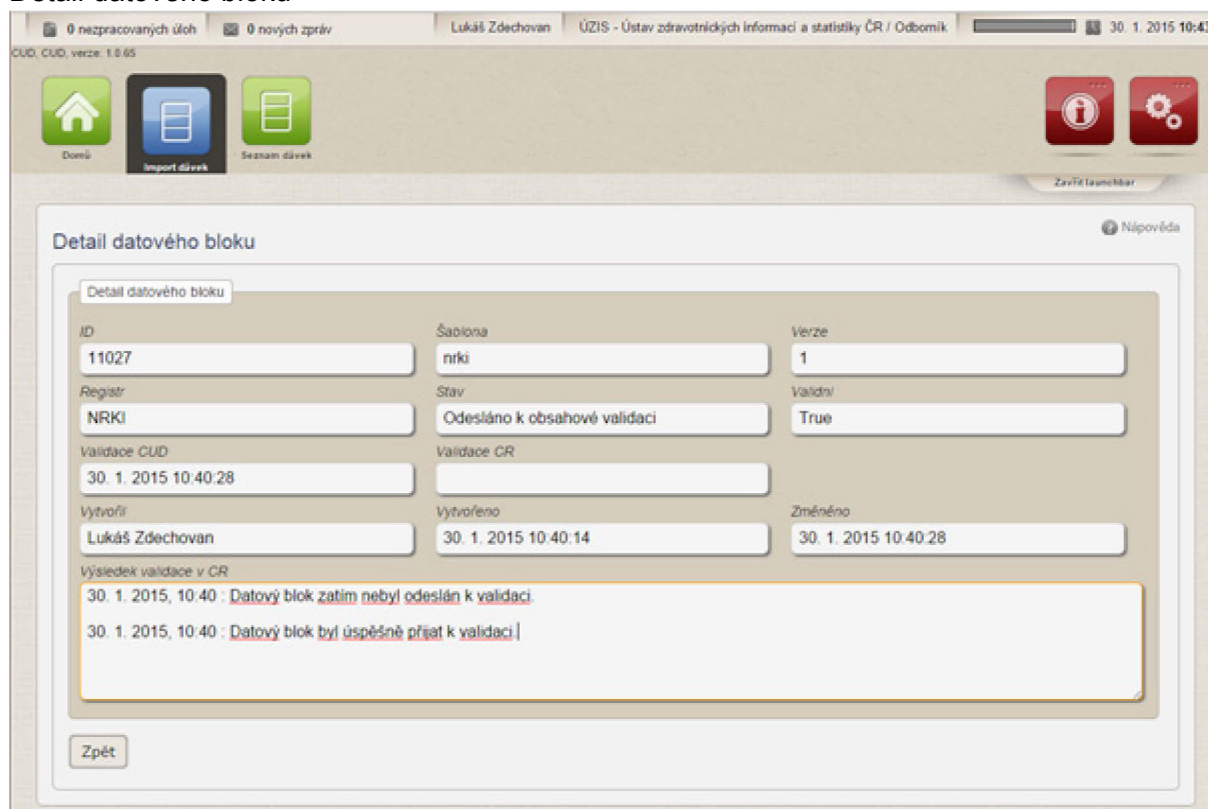 Detail datového bloku
0 nezpracovaných úloh 0 nových zpráv Lukáš Zdechovan ÚZIS - Ústav zdravotnických informací a statistiky ČR / Odborník 30. 1. 2015 10:43
CUD, CUD, verze: 1.0.65
Domů Import dávek Seznam dávek
Zavřít launchbar
Nápověda
Detail datového bloku
Detail datového bloku
ID Šablona Verze
11027 nrki 1
Registr Stav Validní
NRKI Odesláno k obsahové validaci True
Validace CUD Validace CR
30. 1. 2015 10:40:28
Vytvořil Vytvořeno Změněno
Lukáš Zdechovan 30. 1. 2015 10:40:14 30. 1. 2015 10:40:28
Výsledek validace v CR
30. 1. 2015, 10:40 : Datový blok zatím nebyl odeslán k validaci.
30. 1. 2015, 10:40 : Datový blok byl úspěšně přijat k validaci.
Zpět